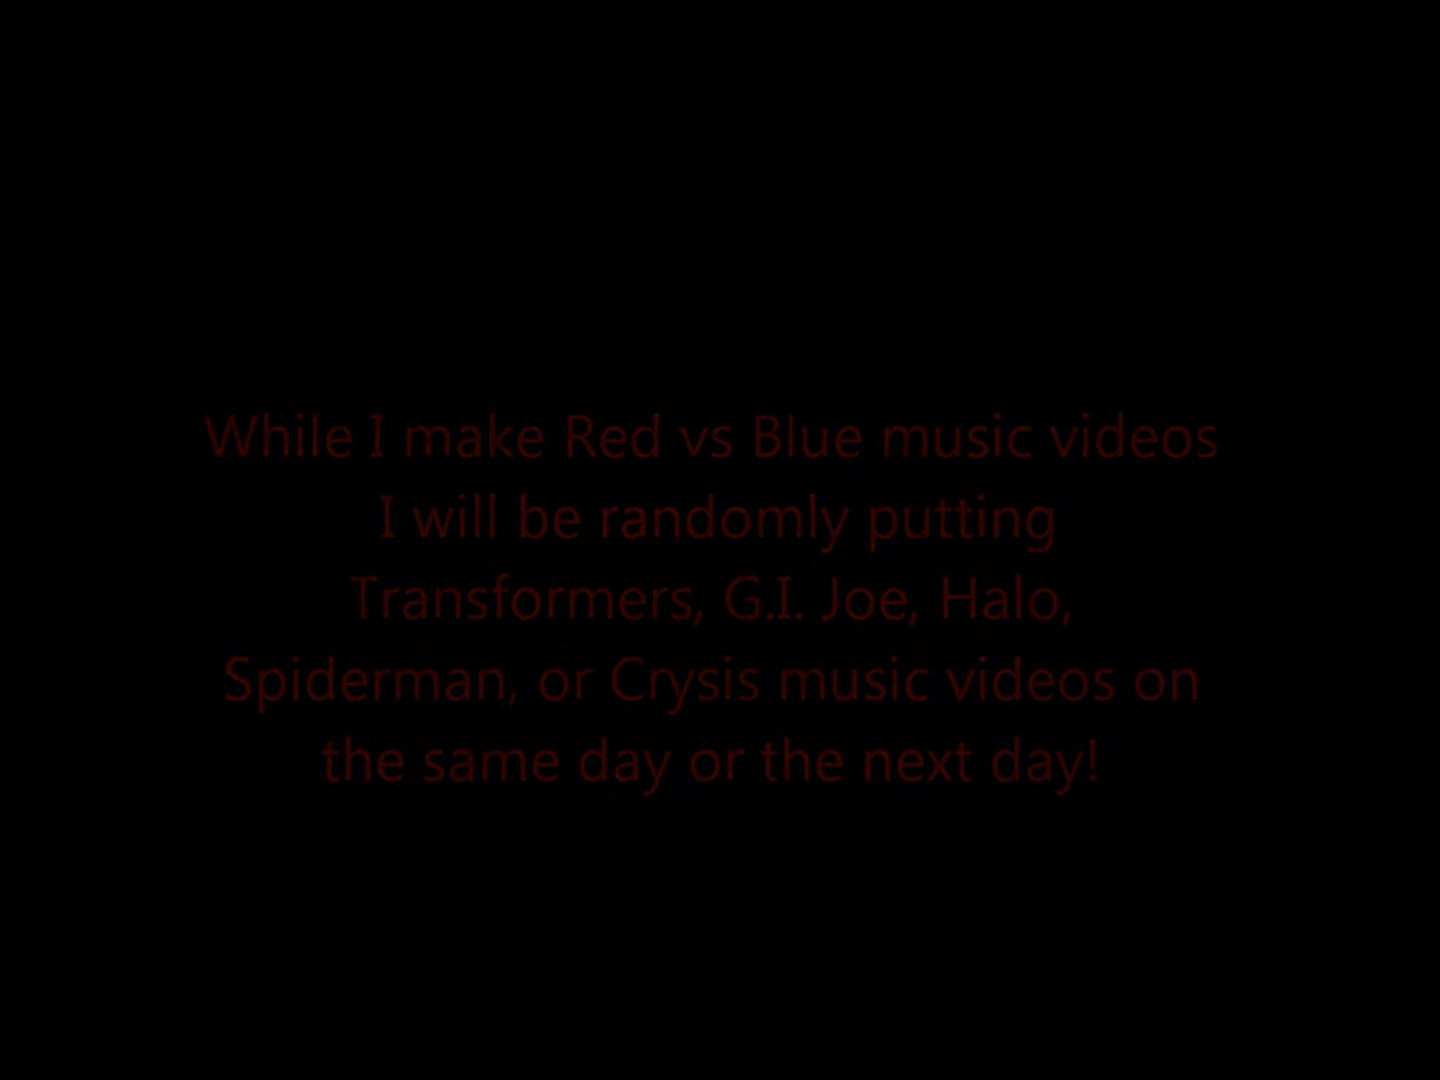 While I make Red vs Blue music videos
I will be randomly putting
Transformers, G.I. Joe, Halo,
Spiderman, or Crysis music videos on
the same day or the next day!